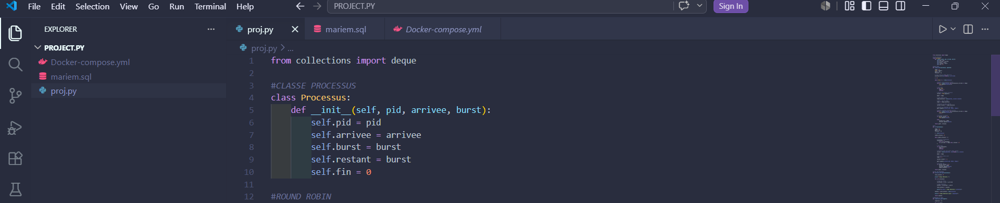 File Edit Selection View Go Run Terminal Help
PROJECT.PY
Sign In
EXPLORER
PROJECT.PY
Docker-compose.yml
mariem.sql
proj.py
proj.py
mariem.sql
Docker-compose.yml
proj.py > ...
1 from collections import deque
2
3 #CLASSE PROCESSUS
4 class Processus:
5 def __init__(self, pid, arrivee, burst):
6 self.pid = pid
7 self.arrivee = arrivee
8 self.burst = burst
9 self.restant = burst
10 self.fin = 0
11
12 #ROUND ROBIN